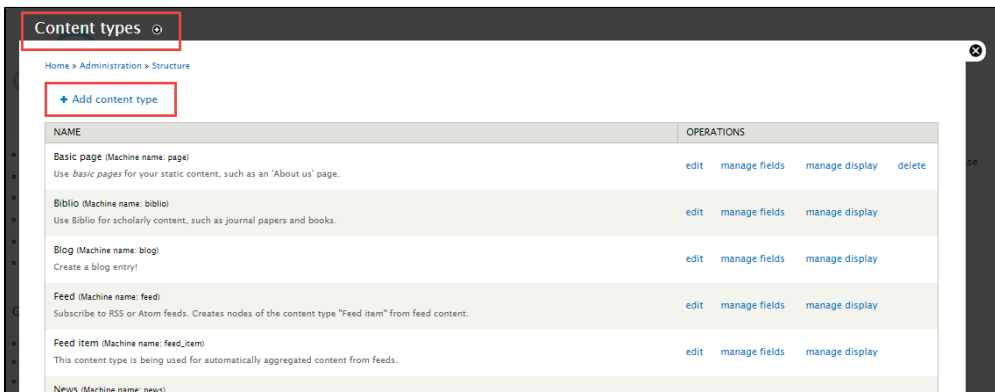 Content types
Home » Administration » Structure
+ Add content type
NAME OPERATIONS
Basic page (Machine name: page)
Use basic pages for your static content, such as an 'About us' page.
edit manage fields manage display delete
Biblio (Machine name: biblio)
Use Biblio for scholarly content, such as journal papers and books.
edit manage fields manage display
Blog (Machine name: blog)
Create a blog entry!
edit manage fields manage display
Feed (Machine name: feed)
Subscribe to RSS or Atom feeds. Creates nodes of the content type "Feed item" from feed content.
edit manage fields manage display
Feed item (Machine name: feed_item)
This content type is being used for automatically aggregated content from feeds.
edit manage fields manage display
News (Machine name: news)